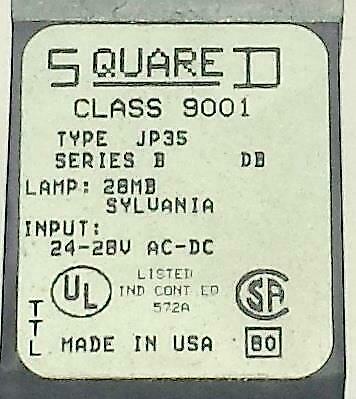 SQUARE D
CLASS 9001
TYPE JP35
SERIES B DB
LAMP: 28MB
SYLVANIA
INPUT:
24-28V AC-DC
UL LISTED
IND CONT EQ
572A
SA
TTL MADE IN USA 80